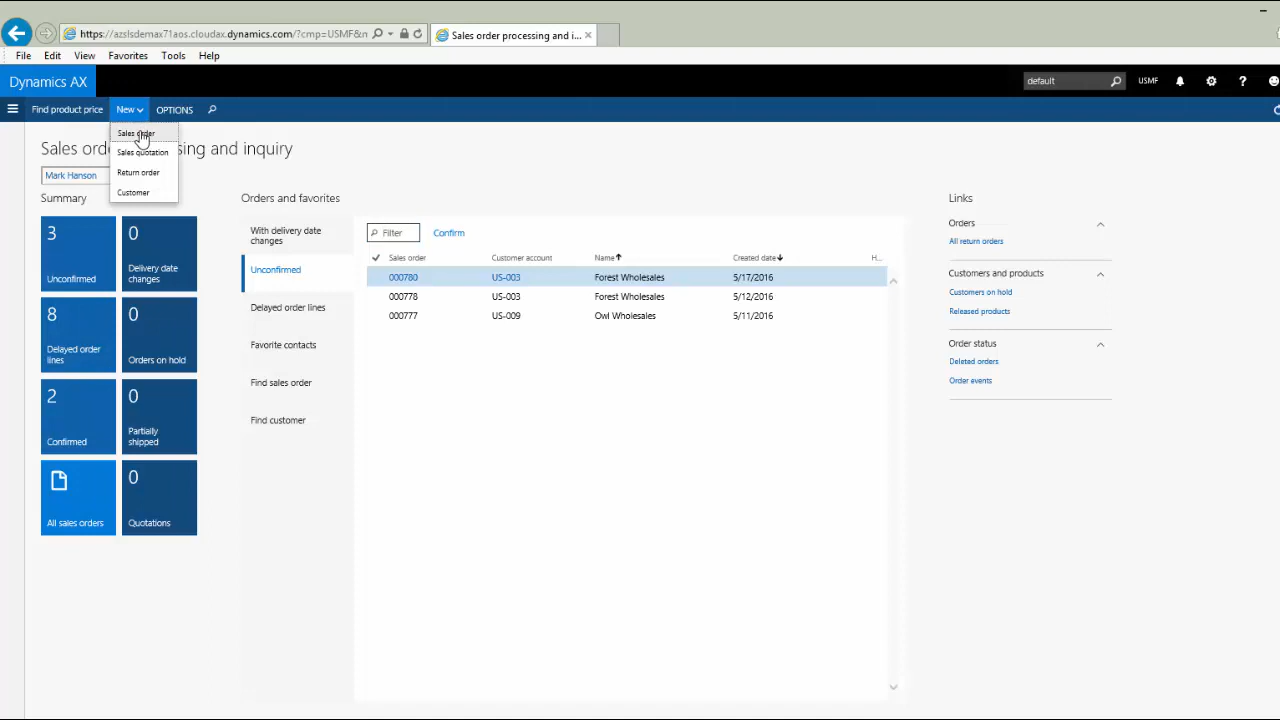 https://azslsdemax71aos.cloudax.dynamics.com/?cmp=USMF&n
Sales order processing and i...
File Edit View Favorites Tools Help
Dynamics AX
default
USMF
Find product price New OPTIONS
Sales order
Sales quotation
Return order
Customer
Sales ord sing and inquiry
Mark Hanson
Summary
3
Unconfirmed
0
Delivery date
changes
8
Delayed order
lines
0
Orders on hold
2
Confirmed
0
Partially
shipped
All sales orders
0
Quotations
Orders and favorites
With delivery date
changes
Unconfirmed
Delayed order lines
Favorite contacts
Find sales order
Find customer
Filter Confirm
Sales order Customer account Name Created date H...
000780 US-003 Forest Wholesales 5/17/2016
000778 US-003 Forest Wholesales 5/12/2016
000777 US-009 Owl Wholesales 5/11/2016
Links
Orders
All return orders
Customers and products
Customers on hold
Released products
Order status
Deleted orders
Order events